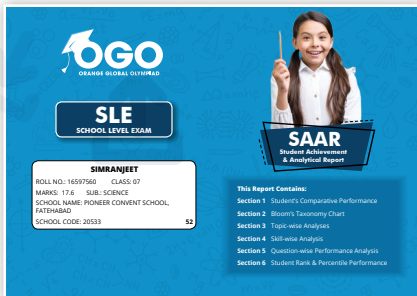 OGO
ORANGE GLOBAL OLYMPIAD
SLE
SCHOOL LEVEL EXAM
SIMRANJEET
ROLL NO.: 16597560 CLASS: 07
MARKS: 17.6 SUB.: SCIENCE
SCHOOL NAME: PIONEER CONVENT SCHOOL,
FATEHABAD
SCHOOL CODE: 20533 52
SAAR
Student Achievement
& Analytical Report
This Report Contains:
Section 1 Student's Comparative Performance
Section 2 Bloom's Taxonomy Chart
Section 3 Topic-wise Analyses
Section 4 Skill-wise Analysis
Section 5 Question-wise Performance Analysis
Section 6 Student Rank & Percentile Performance